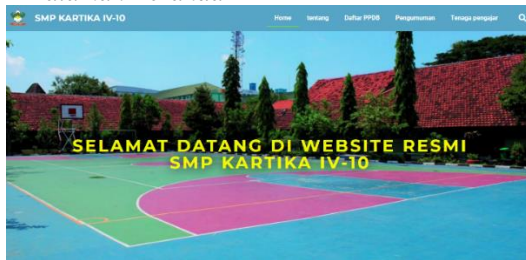 SMP KARTIKA IV-10
Home tentang Daftar PPDB Pengumuman Tenaga pengajar
SELAMAT DATANG DI WEBSITE RESMI
SMP KARTIKA IV-10